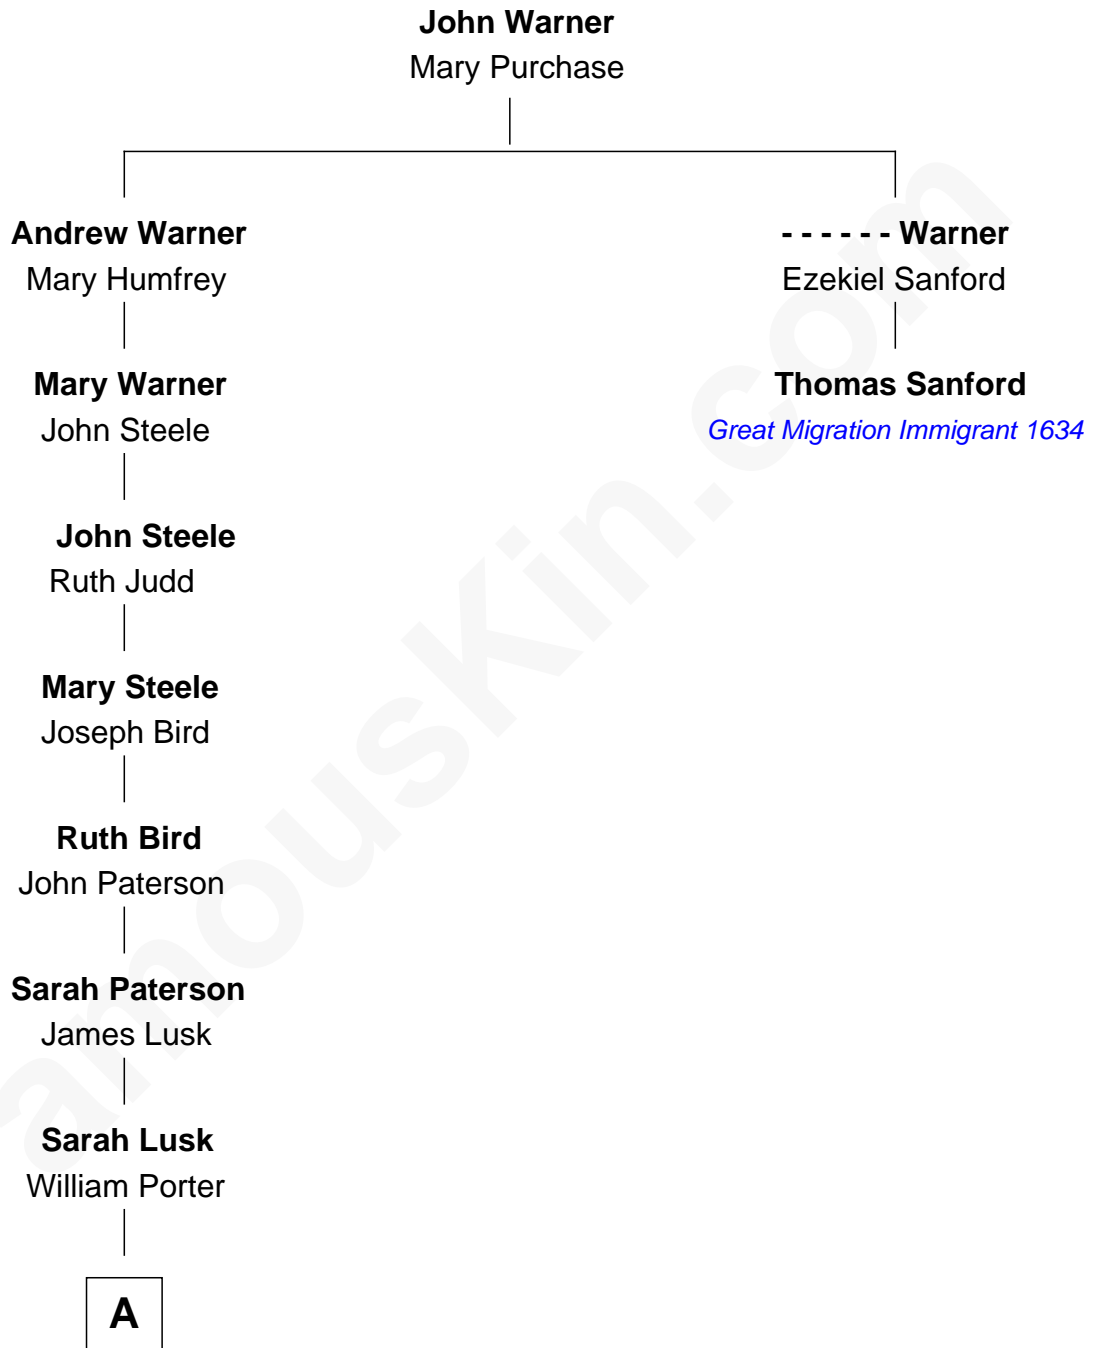 John Warner
Mary Purchase
Andrew Warner
Mary Humfrey
- - - - - - Warner
Ezekiel Sanford
Mary Warner
John Steele
Thomas Sanford
Great Migration Immigrant 1634
John Steele
Ruth Judd
Mary Steele
Joseph Bird
Ruth Bird
John Paterson
Sarah Paterson
James Lusk
Sarah Lusk
William Porter
A
amousKin.com